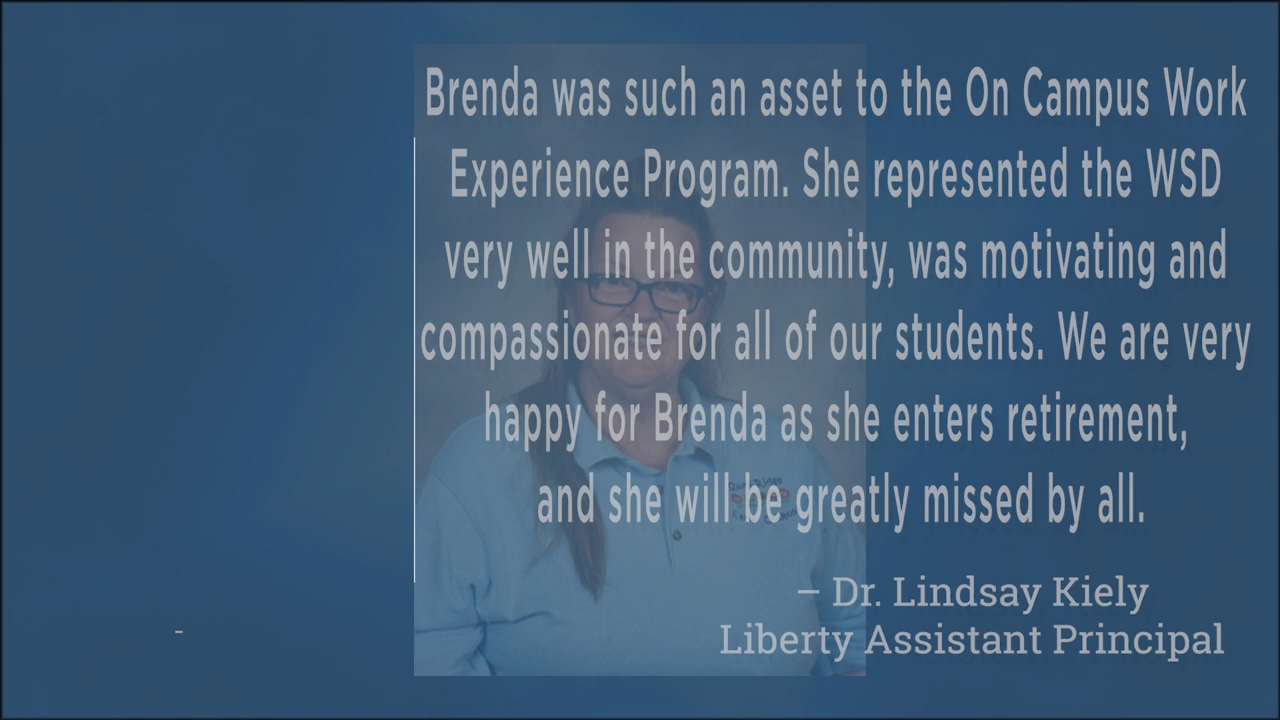 Brenda was such an asset to the On Campus Work
Experience Program. She represented the WSD
very well in the community, was motivating and
compassionate for all of our students. We are very
happy for Brenda as she enters retirement,
and she will be greatly missed by all.
– Dr. Lindsay Kiely
Liberty Assistant Principal
-